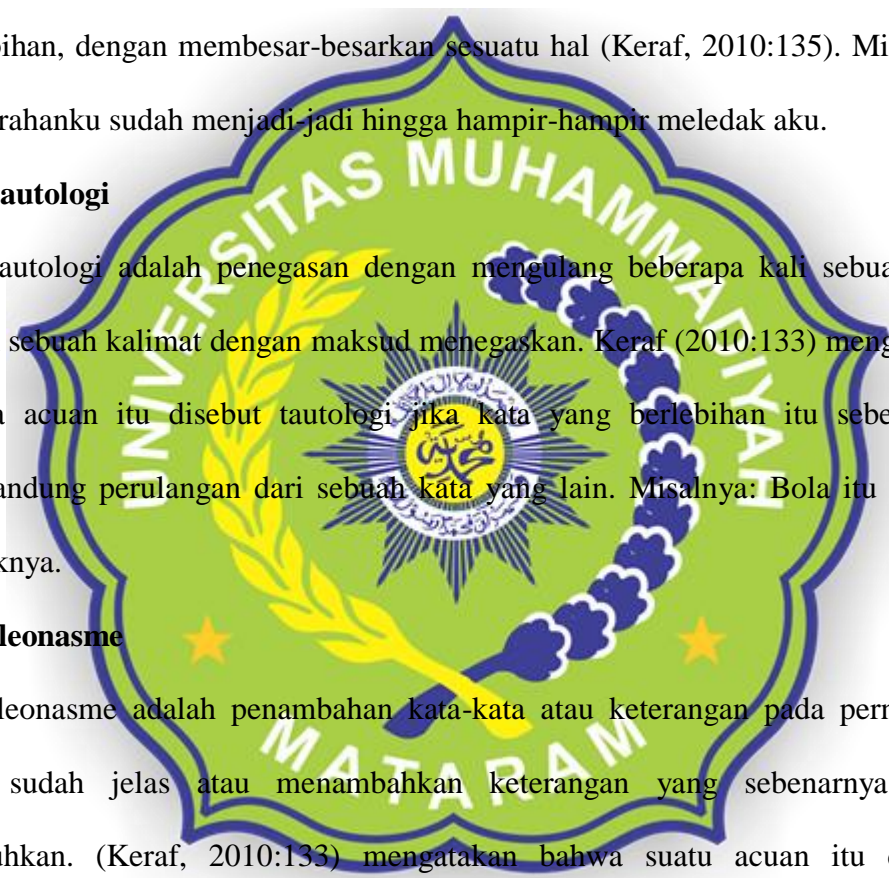 bihan, dengan membesar-besarkan sesuatu hal (Keraf, 2010:135). Mi
rahanku sudah menjadi-jadi hingga hampir-hampir meledak aku.
autologi
autologi adalah penegasan dengan mengulang beberapa kali sebua
sebuah kalimat dengan maksud menegaskan. Keraf (2010:133) meng
a acuan itu disebut tautologi jika kata yang berlebihan itu sebe
andung perulangan dari sebuah kata yang lain. Misalnya: Bola itu
knya.
leonasme
leonasme adalah penambahan kata-kata atau keterangan pada pern
sudah jelas atau menambahkan keterangan yang sebenarnya
uhkan. (Keraf, 2010:133) mengatakan bahwa suatu acuan itu
UNIVERSITAS MUHAMMADIYAH
MATARAM
محمدية